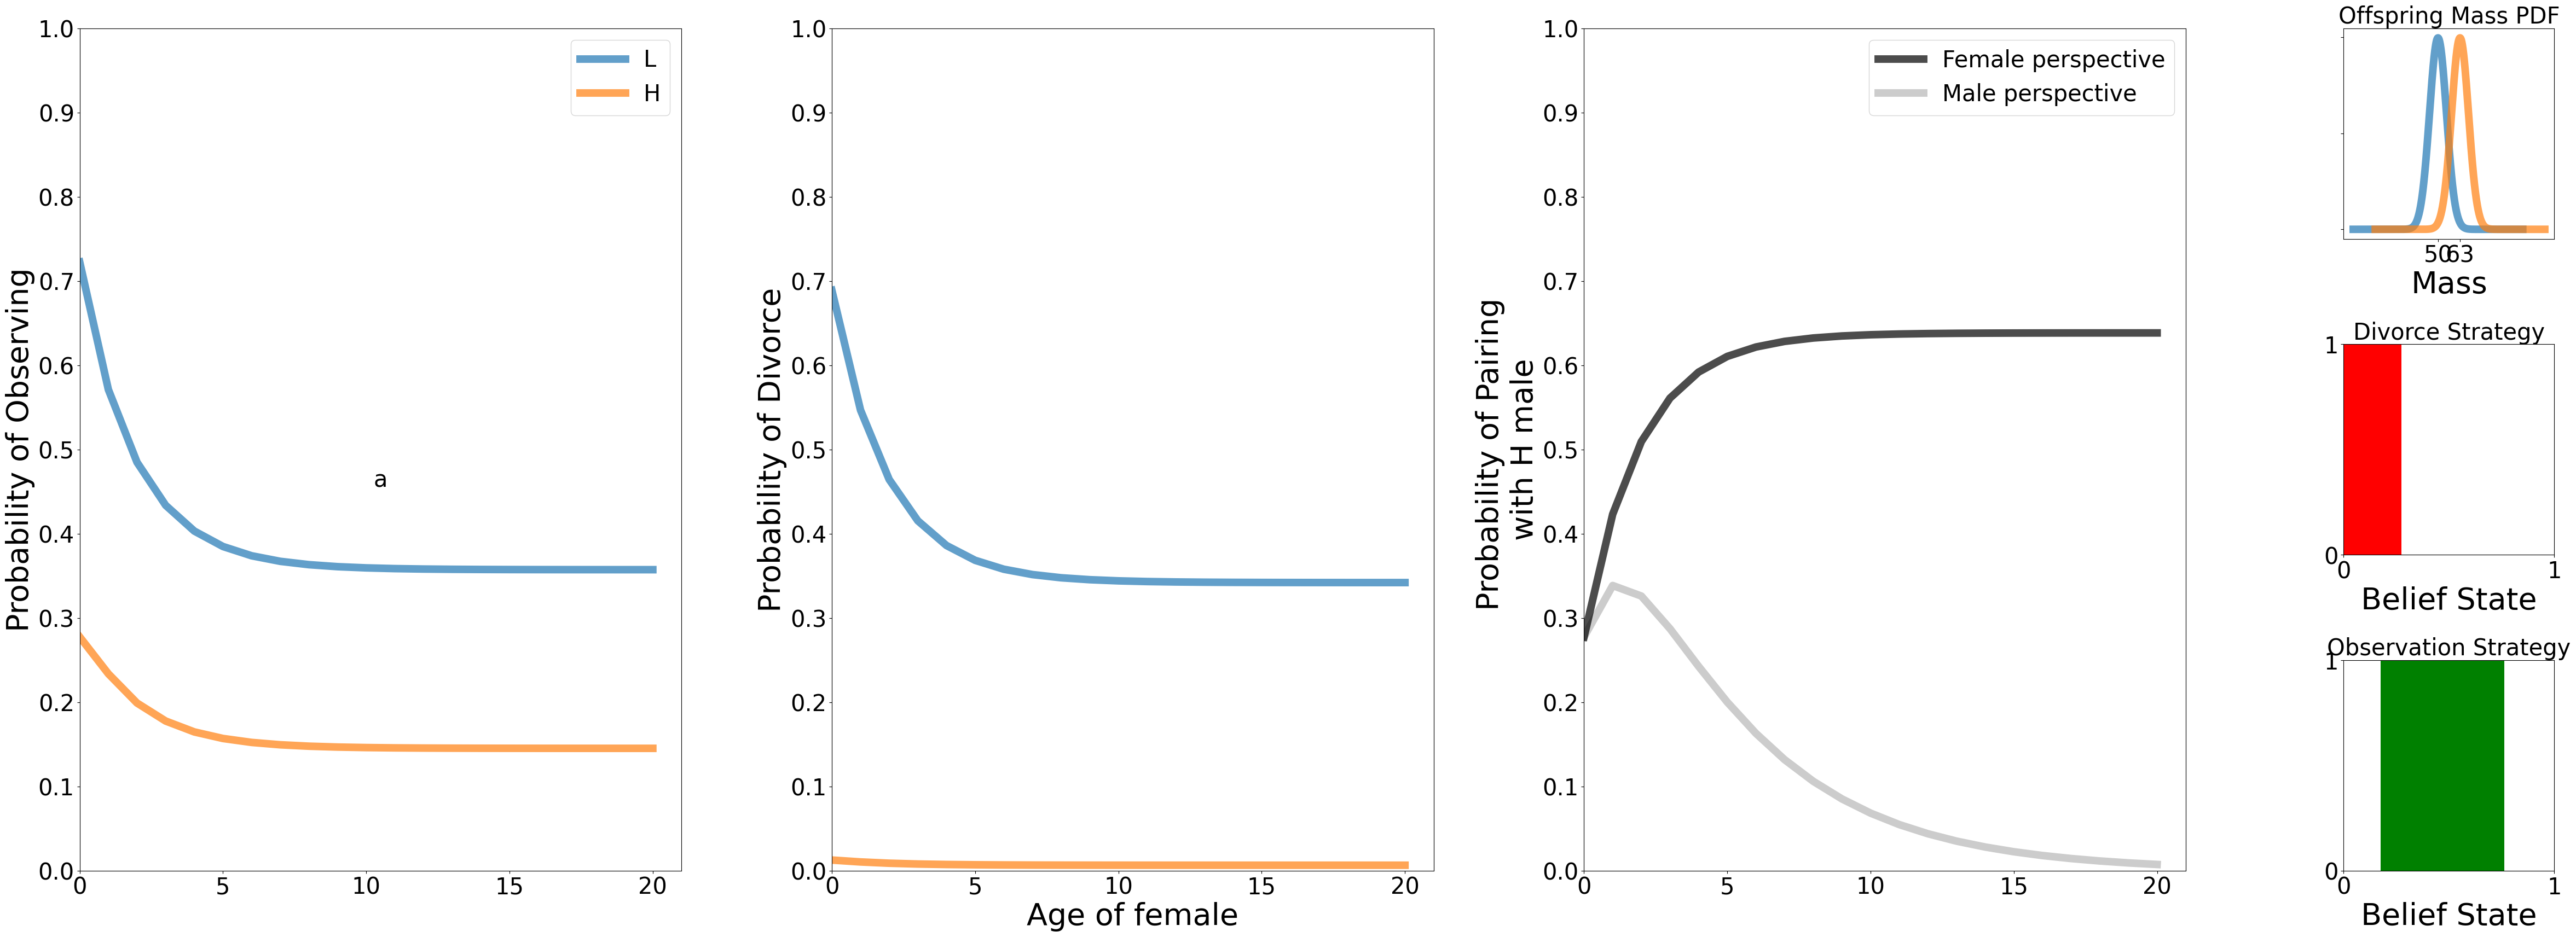 Probability of Observing
1.0
0.9
0.8
0.7
0.6
0.5
0.4
0.3
0.2
0.1
0.0
0 5 10 15 20
L
H
a
Probability of Divorce
1.0
0.9
0.8
0.7
0.6
0.5
0.4
0.3
0.2
0.1
0.0
0 5 10 15 20
Age of female
Probability of Pairing
with H male
1.0
0.9
0.8
0.7
0.6
0.5
0.4
0.3
0.2
0.1
0.0
0 5 10 15 20
Female perspective
Male perspective
Offspring Mass PDF
50 63
Mass
Divorce Strategy
1
0
0 1
Belief State
Observation Strategy
1
0
0 1
Belief State